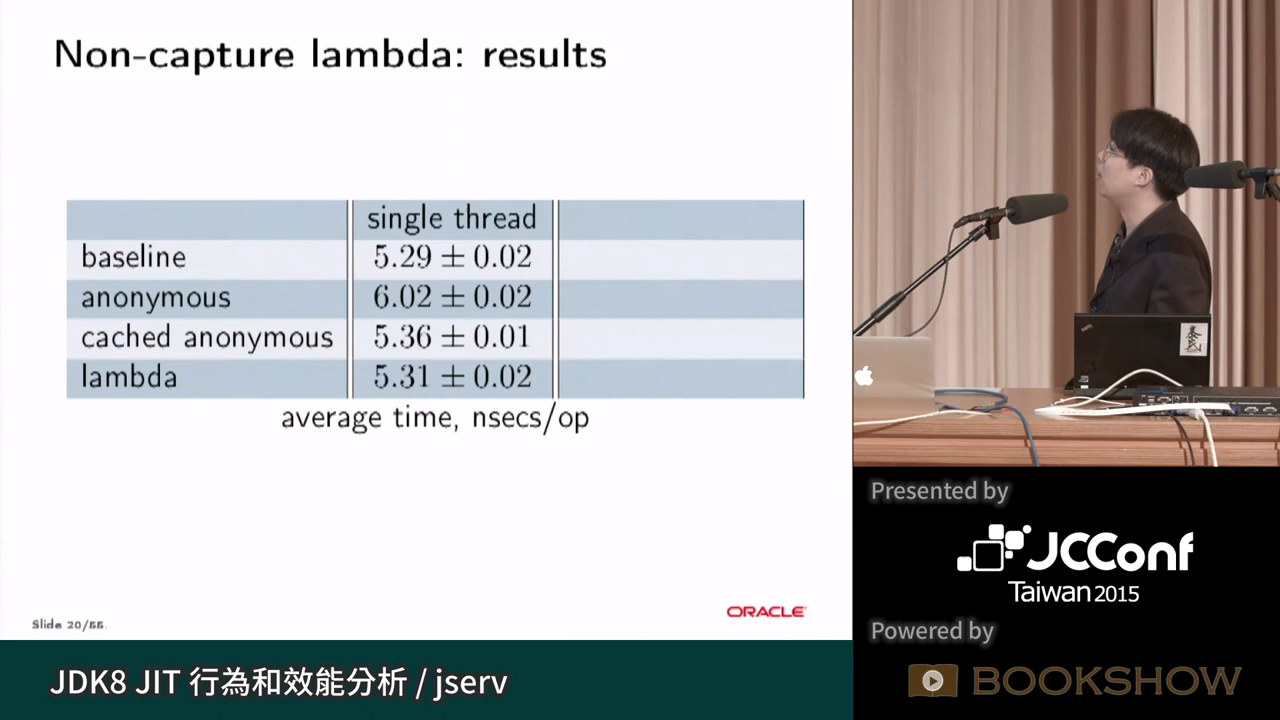 Non-capture lambda: results
single thread
baseline 5.29 ± 0.02
anonymous 6.02 ± 0.02
cached anonymous 5.36 ± 0.01
lambda 5.31 ± 0.02
average time, nsecs/op
Slide 20/55.
ORACLE
JDK8 JIT 行為和效能分析 / jserv
Presented by
JCConf
Taiwan 2015
Powered by
BOOKSHOW